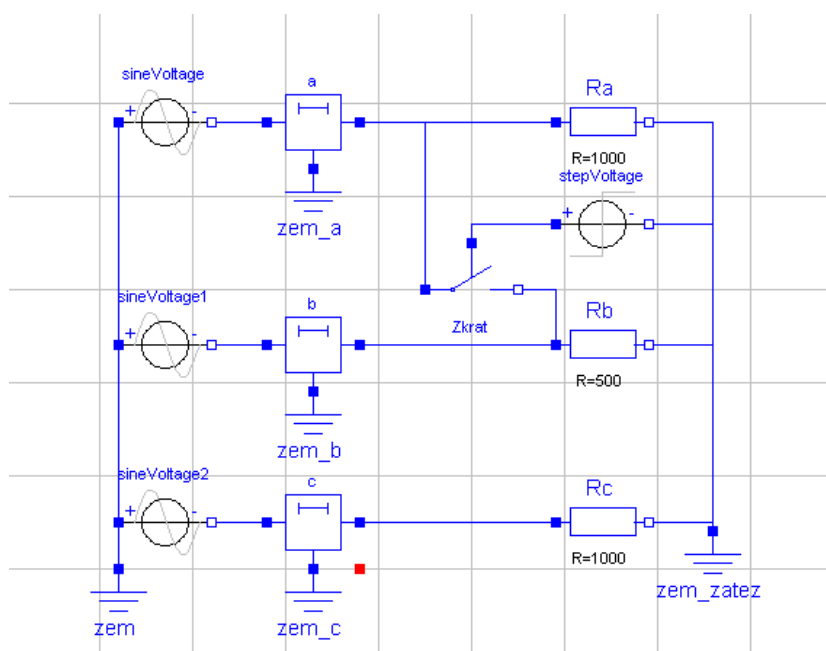 sineVoltage
+
-
a
zem_a
Ra
R=1000
stepVoltage
+
-
Zkrat
sineVoltage1
+
-
b
zem_b
Rb
R=500
sineVoltage2
+
-
c
zem_c
Rc
R=1000
zem
zem_zatez